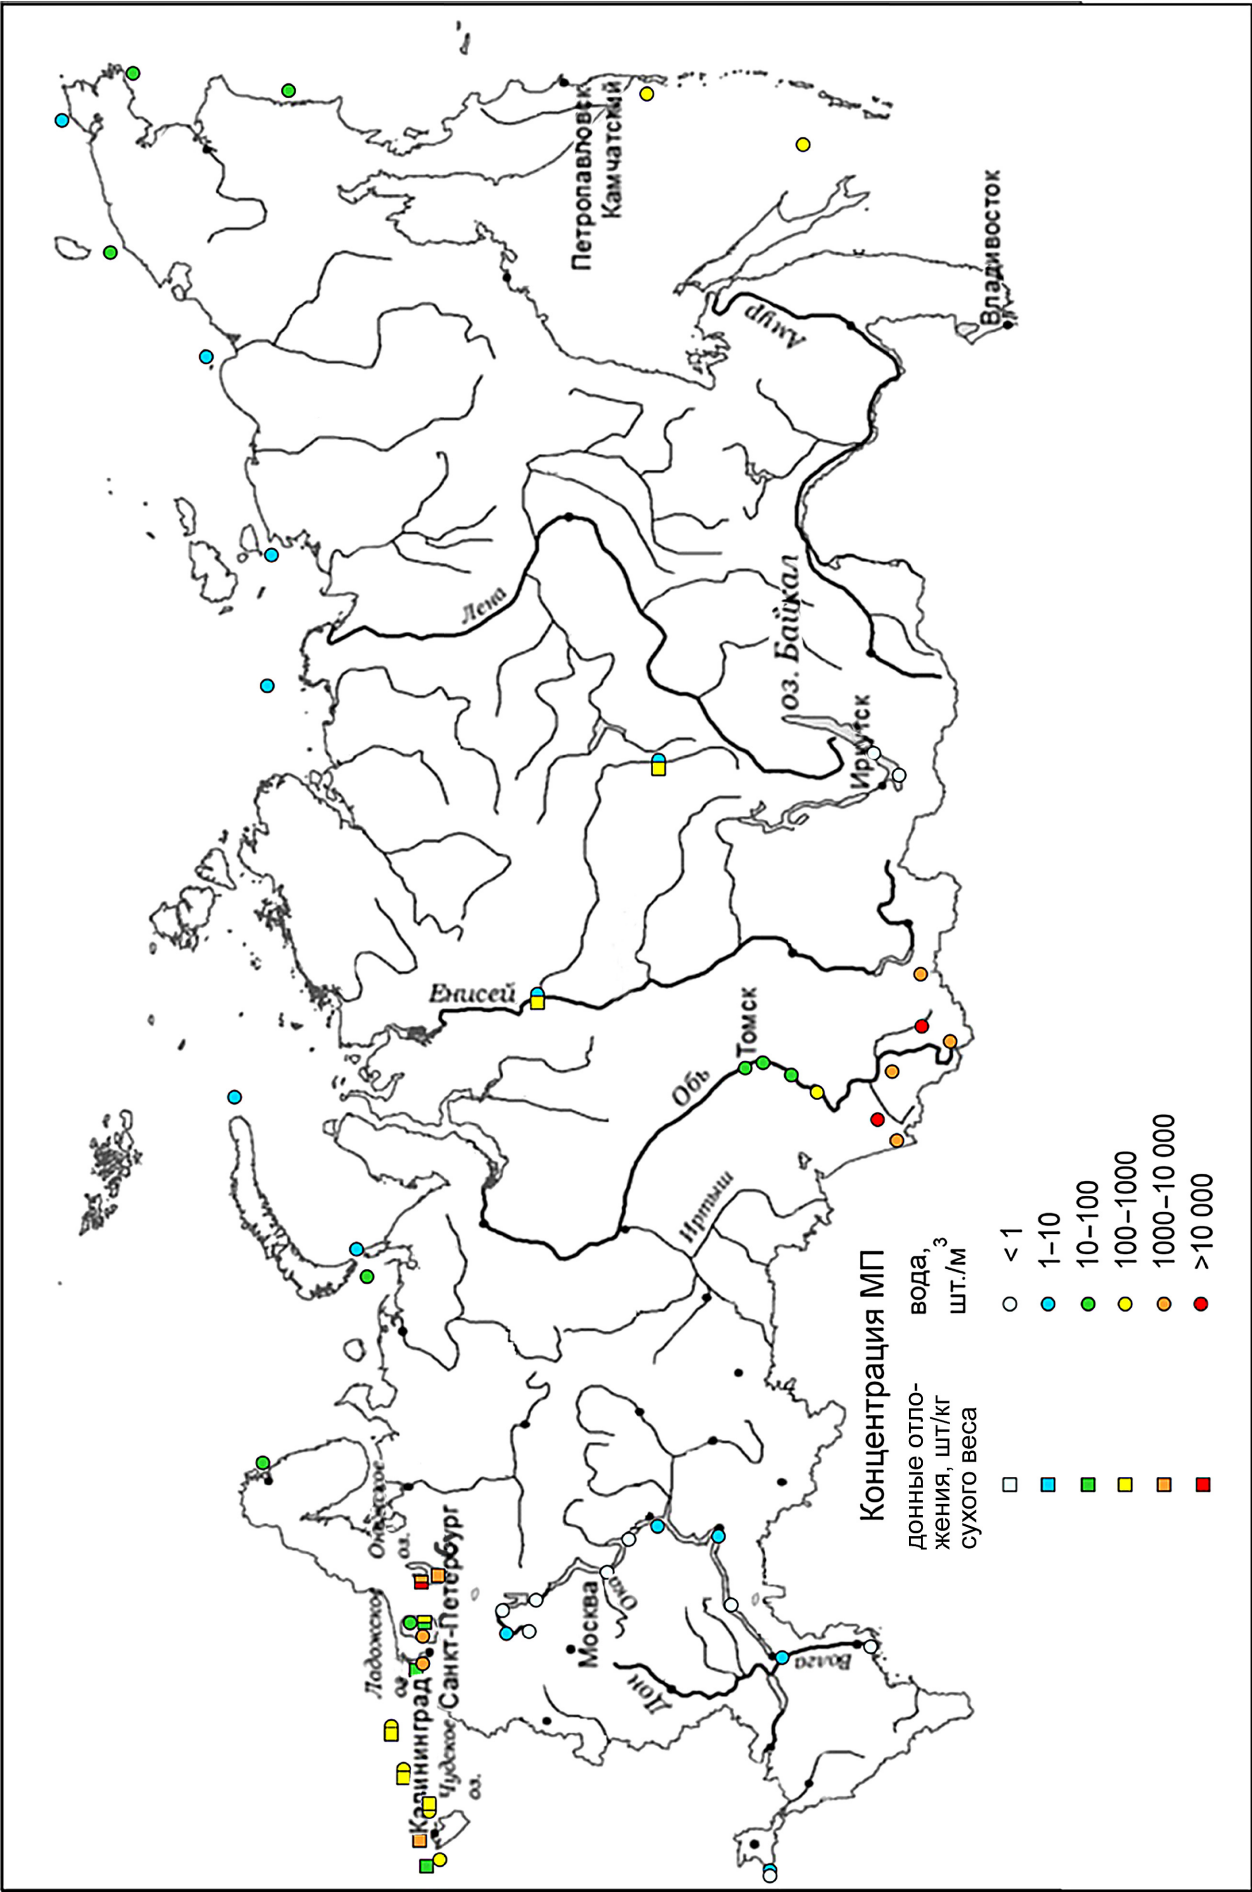 Петропавловск-
Камчатский
Владивосток
Амур
Лена
оз. Байкал
Иркутск
Енисей
Томск
Обь
Иртыш
Онежское
оз.
Ладожское
оз
Санкт-Петербург
Калининград
Чудское
оз.
Москва
Ока
Дон
Волга
Концентрация МП
донные отло-
жения, шт/кг
сухого веса
вода,
шт./м³
< 1
1–10
10–100
100–1000
1000–10 000
>10 000